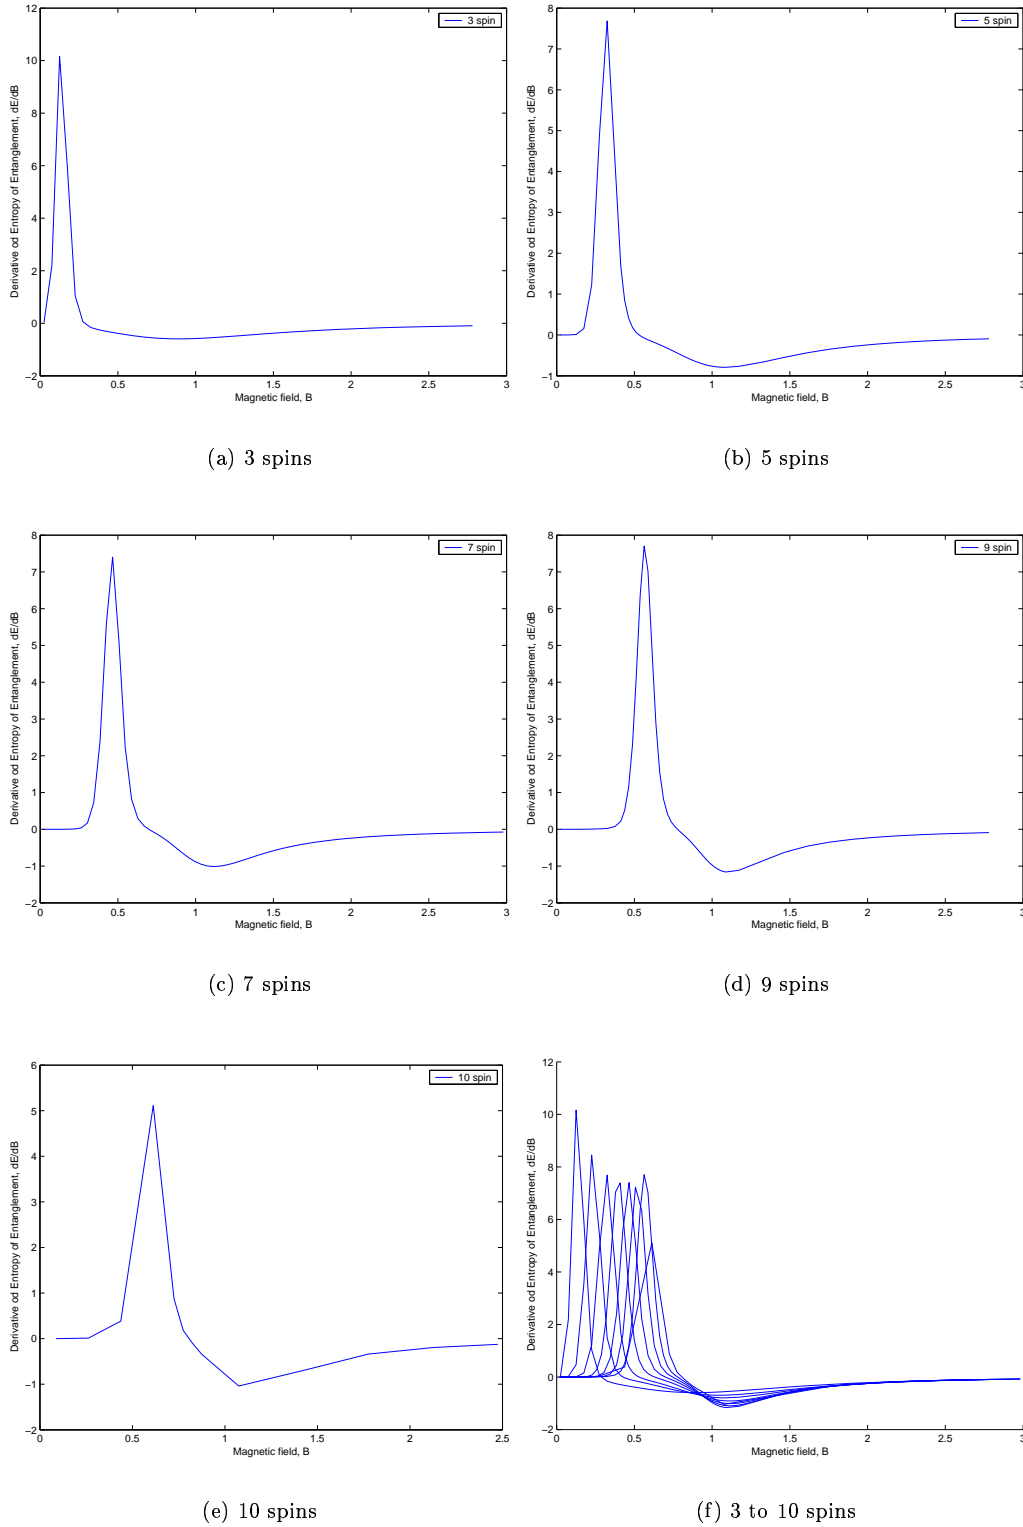 12
10
8
6
4
2
0
−2
0 0.5 1 1.5 2 2.5 3
Magnetic field, B
Derivative od Entropy of Entanglement, dE/dB
3 spin
(a) 3 spins
8
7
6
5
4
3
2
1
0
−1
0 0.5 1 1.5 2 2.5 3
Magnetic field, B
Derivative od Entropy of Entanglement, dE/dB
5 spin
(b) 5 spins
8
7
6
5
4
3
2
1
0
−1
−2
0 0.5 1 1.5 2 2.5 3
Magnetic field, B
Derivative od Entropy of Entanglement, dE/dB
7 spin
(c) 7 spins
8
7
6
5
4
3
2
1
0
−1
−2
0 0.5 1 1.5 2 2.5 3
Magnetic field, B
Derivative od Entropy of Entanglement, dE/dB
9 spin
(d) 9 spins
6
5
4
3
2
1
0
−1
−2
0 0.5 1 1.5 2 2.5
Magnetic field, B
Derivative od Entropy of Entanglement, dE/dB
10 spin
(e) 10 spins
12
10
8
6
4
2
0
−2
0 0.5 1 1.5 2 2.5 3
Magnetic field, B
Derivative od Entropy of Entanglement, dE/dB
(f) 3 to 10 spins